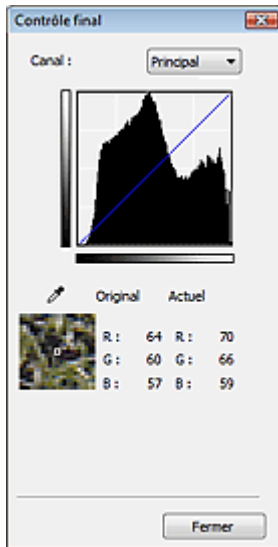 Contrôle final
Canal : Principal
Original Actuel
R : 64 R : 70
G : 60 G : 66
B : 57 B : 59
Fermer